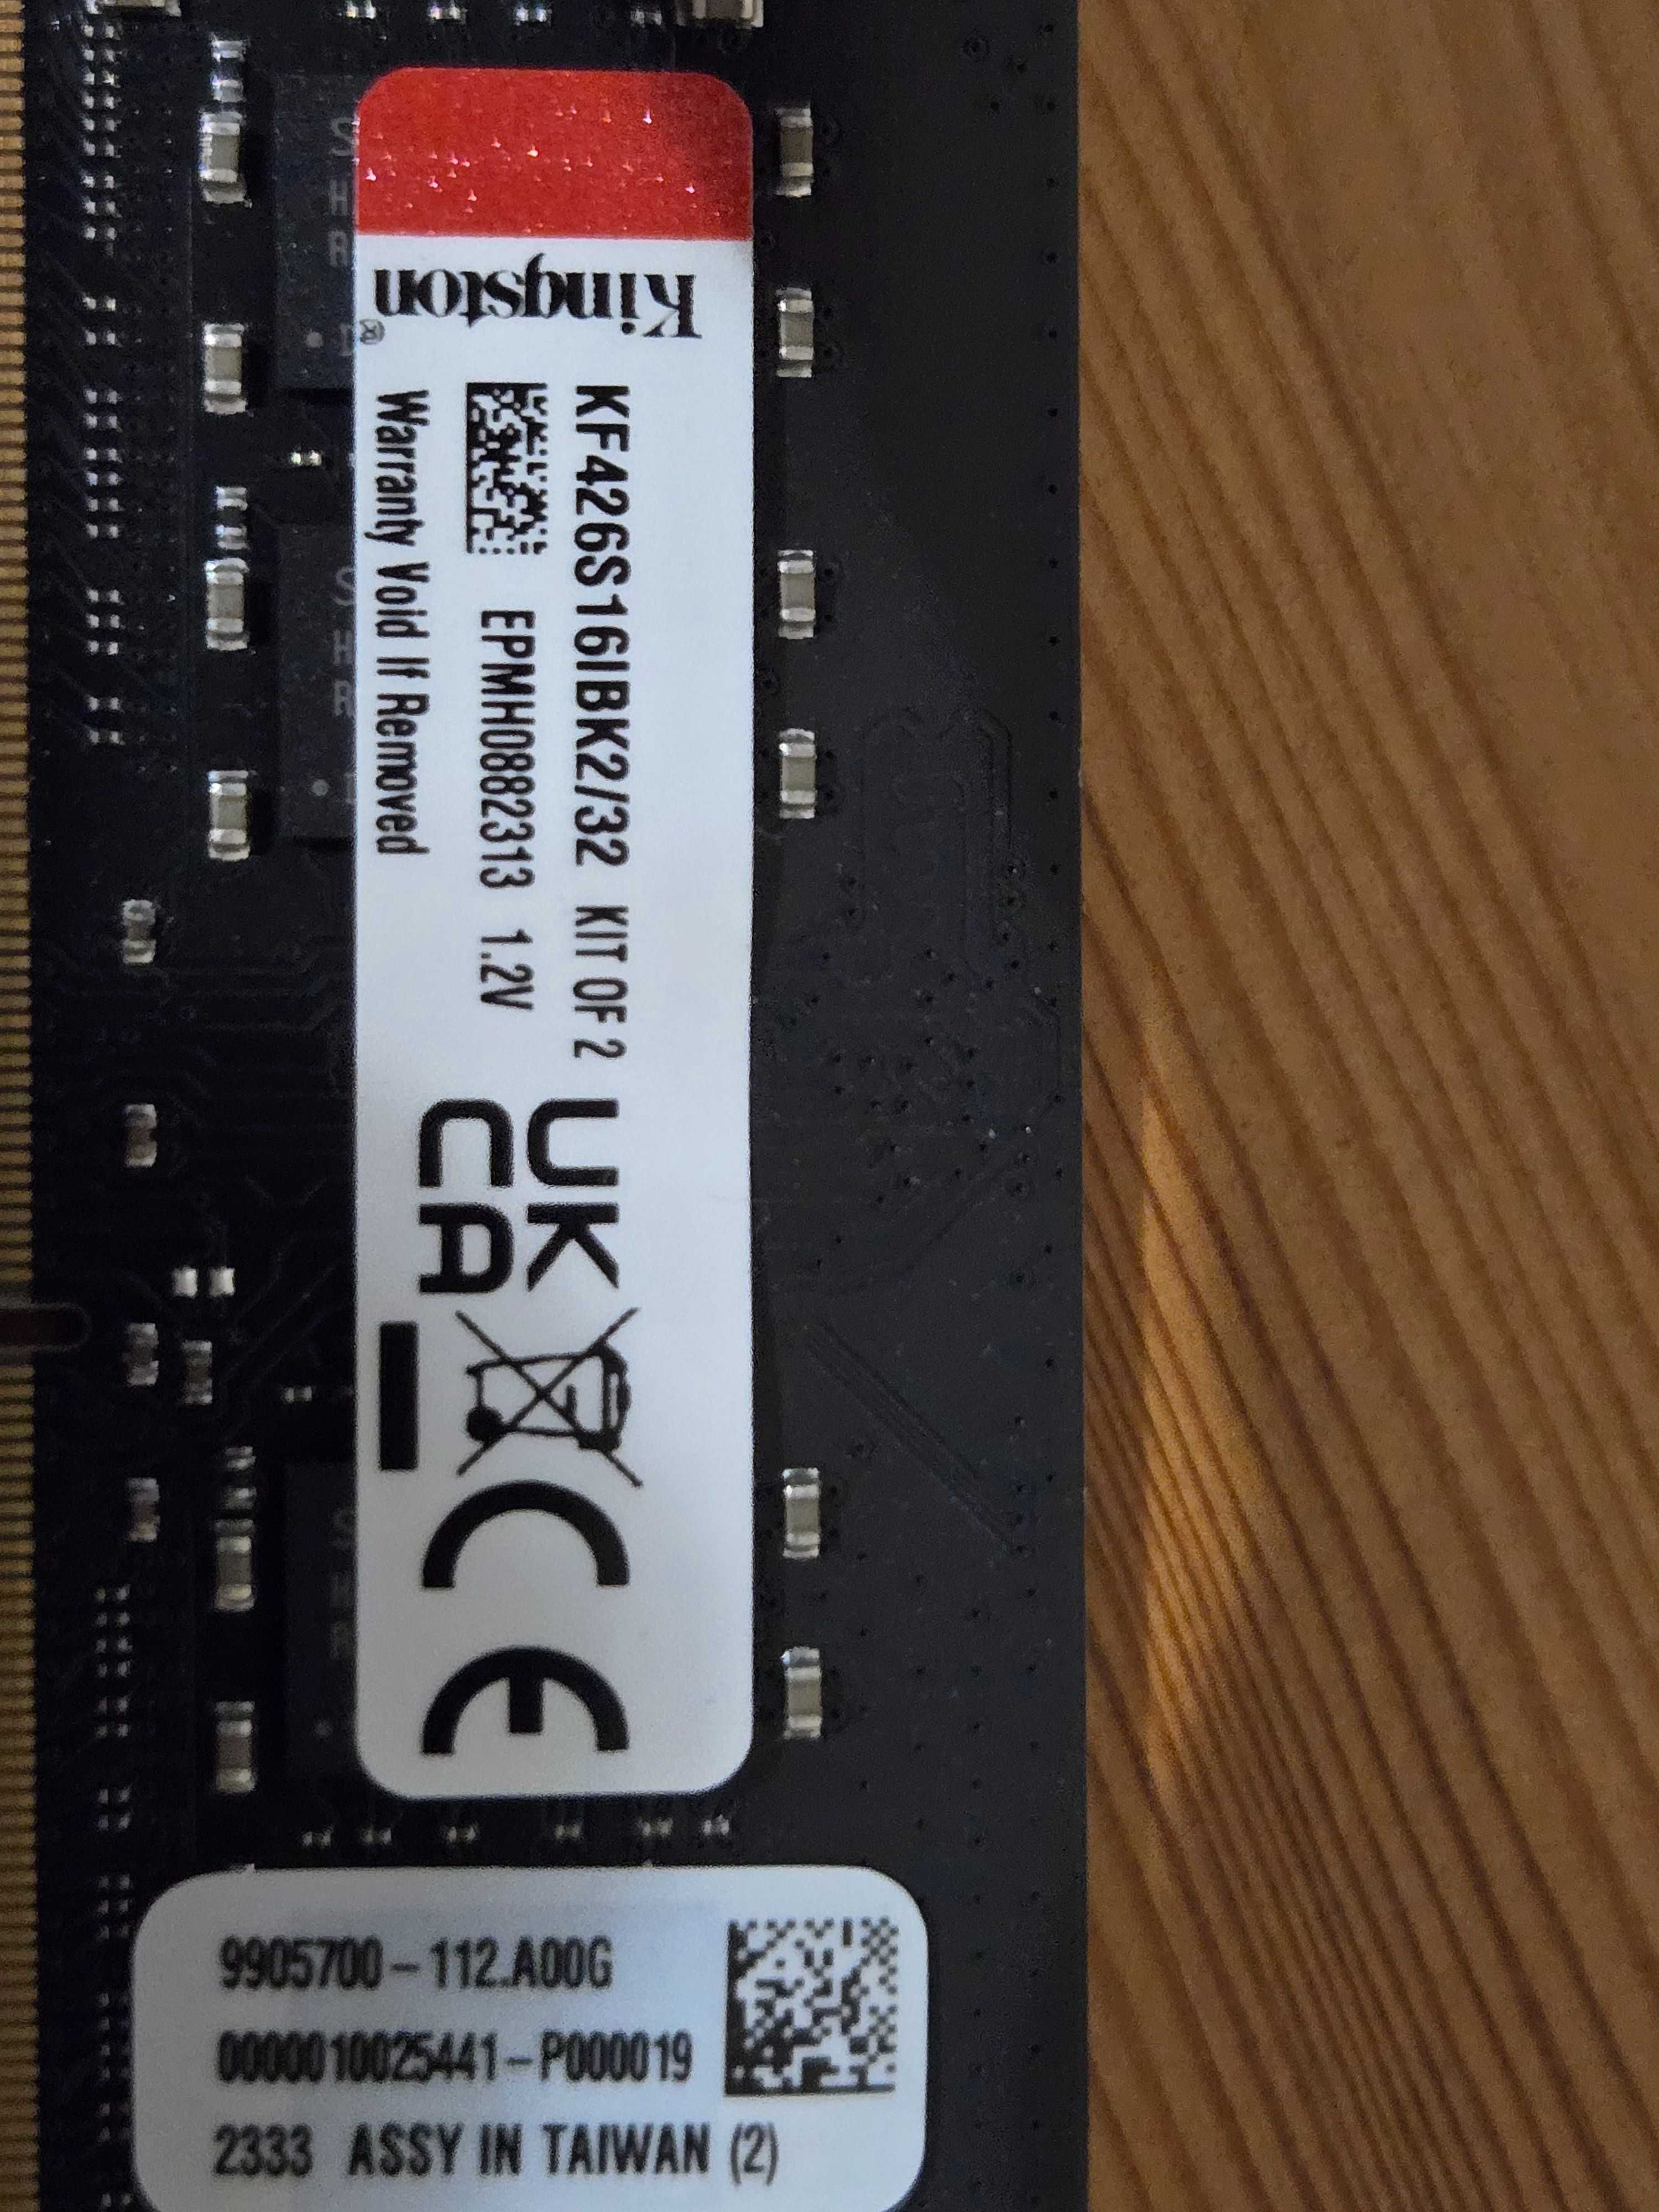 Kingston®
KF426S16IBK2/32 KIT OF 2
EPMH0882313 1.2V
Warranty Void If Removed
UK
CA
CE
9905700-112.A00G
0000010025441-P000019
2333 ASSY IN TAIWAN (2)